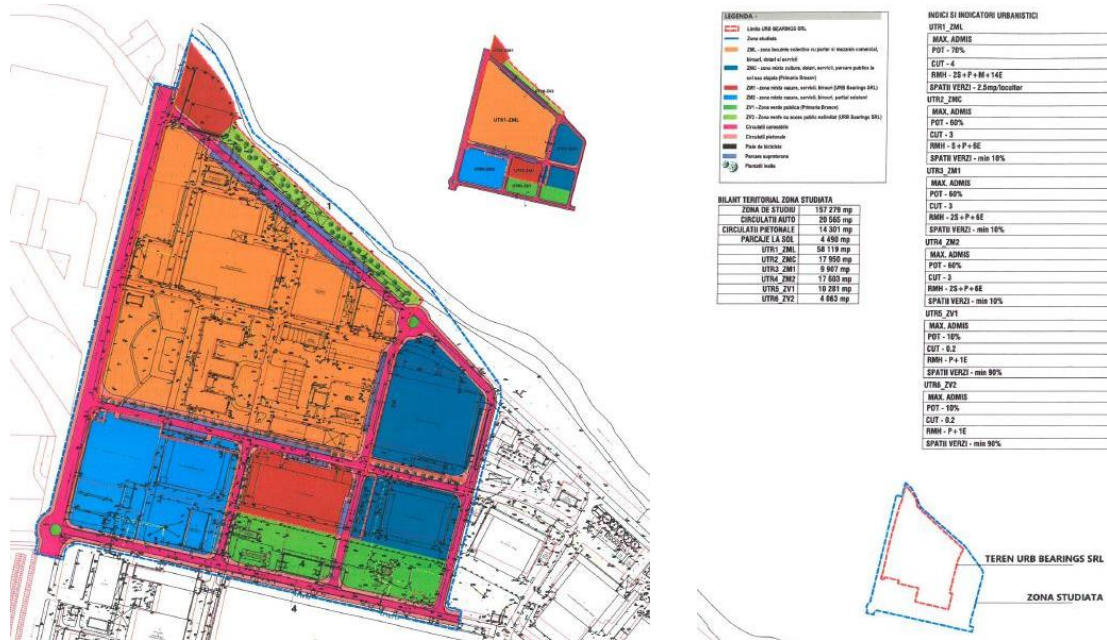 UTR1-ZML
1
2
4
4
LEGENDA -
Limita URB BEARINGS SRL
Zona studiata
ZML - zona locuinte colective cu parter si mezanin comercial,
birouri, dotari si servicii
ZMC - zona mixta cultura, dotari, servicii, parcare publica la
sol sau etajata (Primaria Brasov)
ZM1 - zona mixta cazare, servicii, birouri (URB Bearings SRL)
ZM2 - zona mixta cazare, servicii, birouri, partial existent
ZV1 - Zona verde publica (Primaria Brasov)
ZV2 - Zona verde cu acces public nelimitat (URB Bearings SRL)
Circulatii carosabile
Circulatii pietonale
Piste de biciclete
Parcare supraterana
Plantatii inalte
BILANT TERITORIAL ZONA STUDIATA
ZONA DE STUDIU 157 279 mp
CIRCULATII AUTO 20 565 mp
CIRCULATII PIETONALE 14 301 mp
PARCAJE LA SOL 4 490 mp
UTR1_ZML 58 119 mp
UTR2_ZMC 17 950 mp
UTR3_ZM1 9 907 mp
UTR4_ZM2 17 603 mp
UTR5_ZV1 10 281 mp
UTR6_ZV2 4 063 mp
INDICI SI INDICATORI URBANISTICI
UTR1_ZML
MAX. ADMIS
POT - 70%
CUT - 4
RMH - 2S+P+M+14E
SPATII VERZI - 2.5mp/locuitor
UTR2_ZMC
MAX. ADMIS
POT - 60%
CUT - 3
RMH - S+P+6E
SPATII VERZI - min 10%
UTR3_ZM1
MAX. ADMIS
POT - 60%
CUT - 3
RMH - 2S+P+6E
SPATII VERZI - min 10%
UTR4_ZM2
MAX. ADMIS
POT - 60%
CUT - 3
RMH - 2S+P+6E
SPATII VERZI - min 10%
UTR5_ZV1
MAX. ADMIS
POT - 10%
CUT - 0.2
RMH - P+1E
SPATII VERZI - min 90%
UTR6_ZV2
MAX. ADMIS
POT - 10%
CUT - 0.2
RMH - P+1E
SPATII VERZI - min 90%
TEREN URB BEARINGS SRL
ZONA STUDIATA